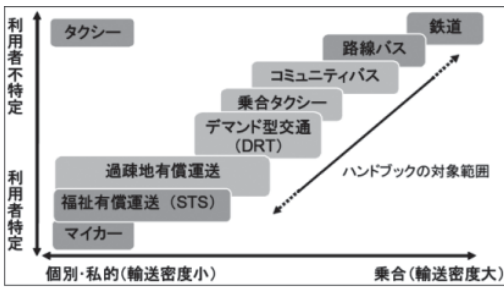 利用者不特定
利用者特定
タクシー
鉄道
路線バス
コミュニティバス
乗合タクシー
デマンド型交通
(DRT)
過疎地有償運送
ハンドブックの対象範囲
福祉有償運送(STS)
マイカー
個別・私的(輸送密度小)
乗合(輸送密度大)